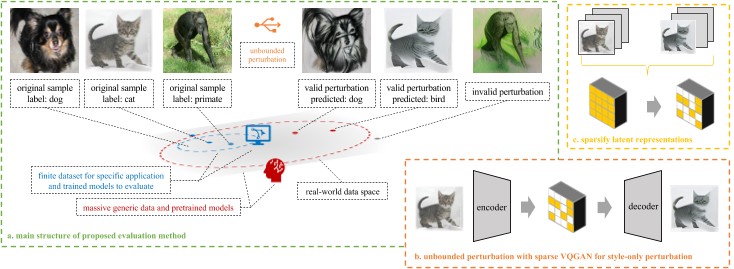 unbounded
perturbation
original sample
label: dog
original sample
label: cat
original sample
label: primate
valid perturbation
predicted: dog
valid perturbation
predicted: bird
invalid perturbation
finite dataset for specific application
and trained models to evaluate
massive generic data and pretrained models
real-world data space
a. main structure of proposed evaluation method
c. sparsify latent representations
encoder
decoder
b. unbounded perturbation with sparse VQGAN for style-only perturbation